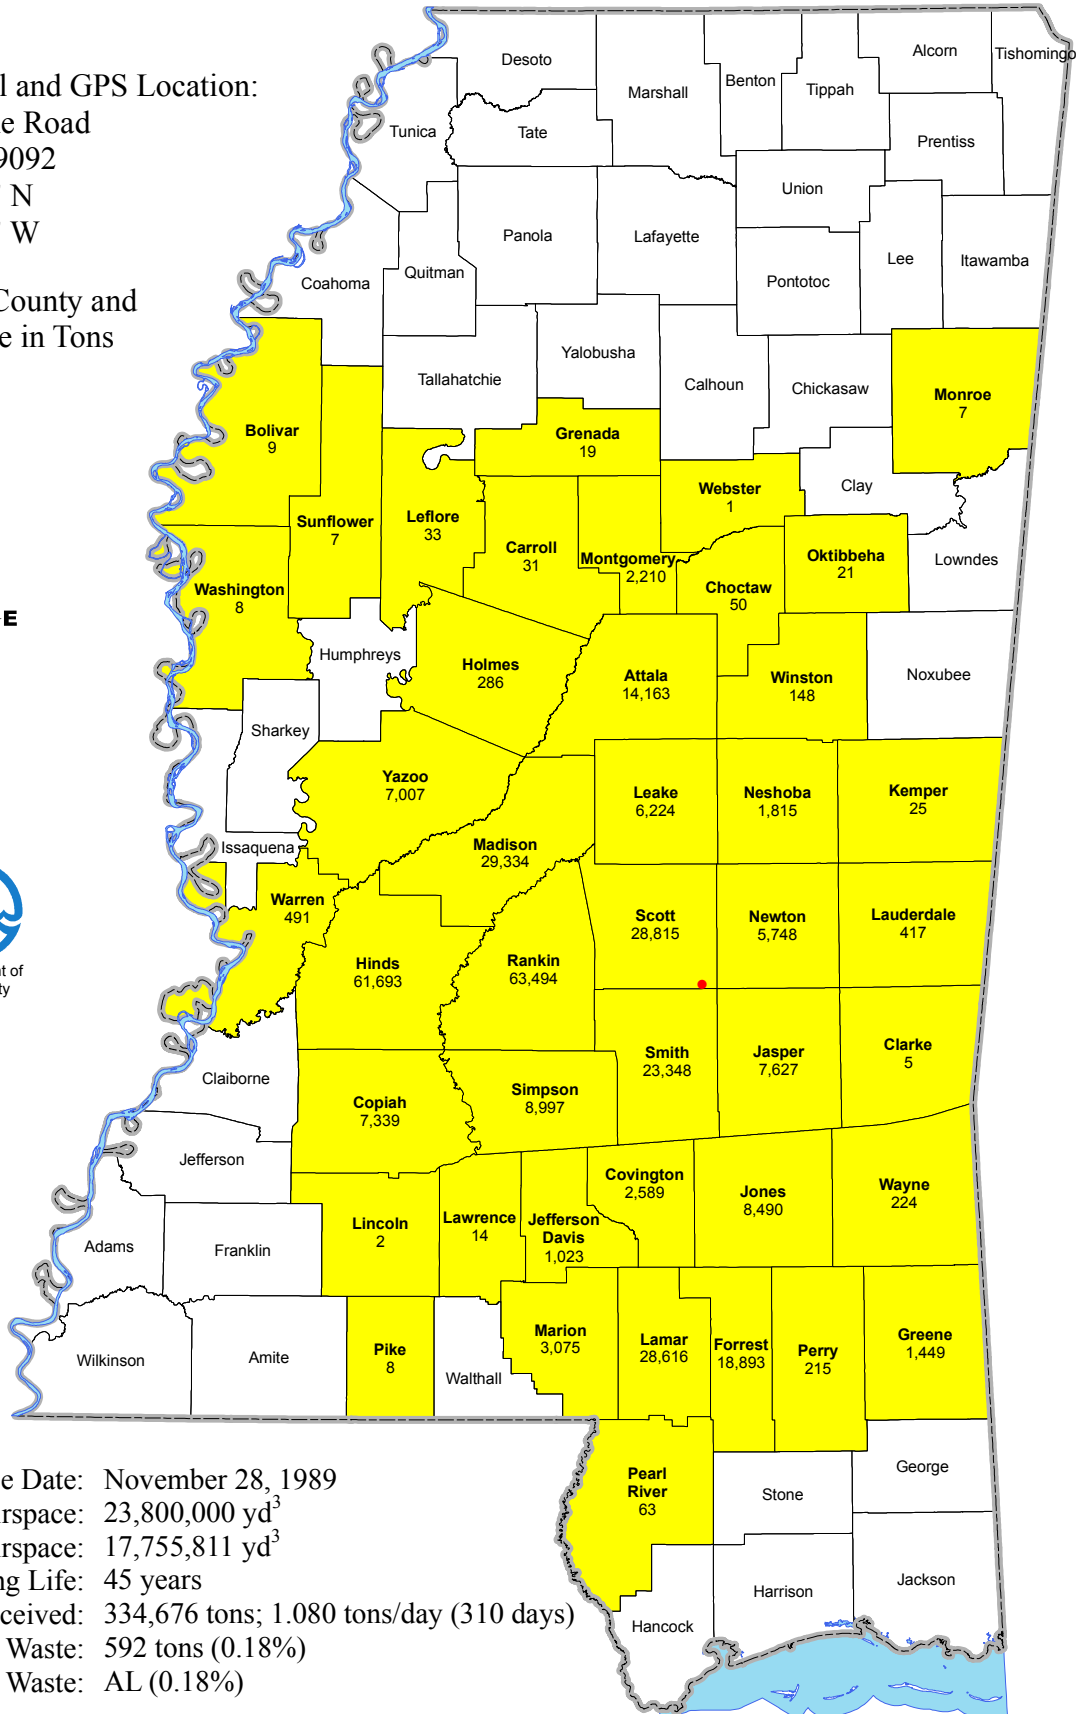 l and GPS Location:
e Road
9092
N
W
County and
e in Tons
Desoto
Marshall
Benton
Tippah
Alcorn
Tishomingo
Tunica
Tate
Prentiss
Union
Panola
Lafayette
Lee
Itawamba
Coahoma
Quitman
Pontotoc
Yalobusha
Tallahatchie
Calhoun
Chickasaw
Monroe
7
Bolivar
9
Grenada
19
Webster
1
Clay
Sunflower
7
Leflore
33
Carroll
31
Montgomery
2,210
Oktibbeha
21
Lowndes
Washington
8
Choctaw
50
E
Humphreys
Holmes
286
Attala
14,163
Winston
148
Noxubee
Sharkey
Yazoo
7,007
Leake
6,224
Neshoba
1,815
Kemper
25
Issaquena
Madison
29,334
Warren
491
Scott
28,815
Newton
5,748
Lauderdale
417
Hinds
61,693
Rankin
63,494
nt of
ty
Claiborne
Smith
23,348
Jasper
7,627
Clarke
5
Copiah
7,339
Simpson
8,997
Jefferson
Covington
2,589
Jones
8,490
Wayne
224
Adams
Franklin
Lincoln
2
Lawrence
14
Jefferson
Davis
1,023
Wilkinson
Amite
Pike
8
Walthall
Marion
3,075
Lamar
28,616
Forrest
18,893
Perry
215
Greene
1,449
Pearl
River
63
Stone
George
Hancock
Harrison
Jackson
e Date: November 28, 1989
irspace: 23,800,000 yd³
irspace: 17,755,811 yd³
ng Life: 45 years
ceived: 334,676 tons; 1.080 tons/day (310 days)
Waste: 592 tons (0.18%)
Waste: AL (0.18%)